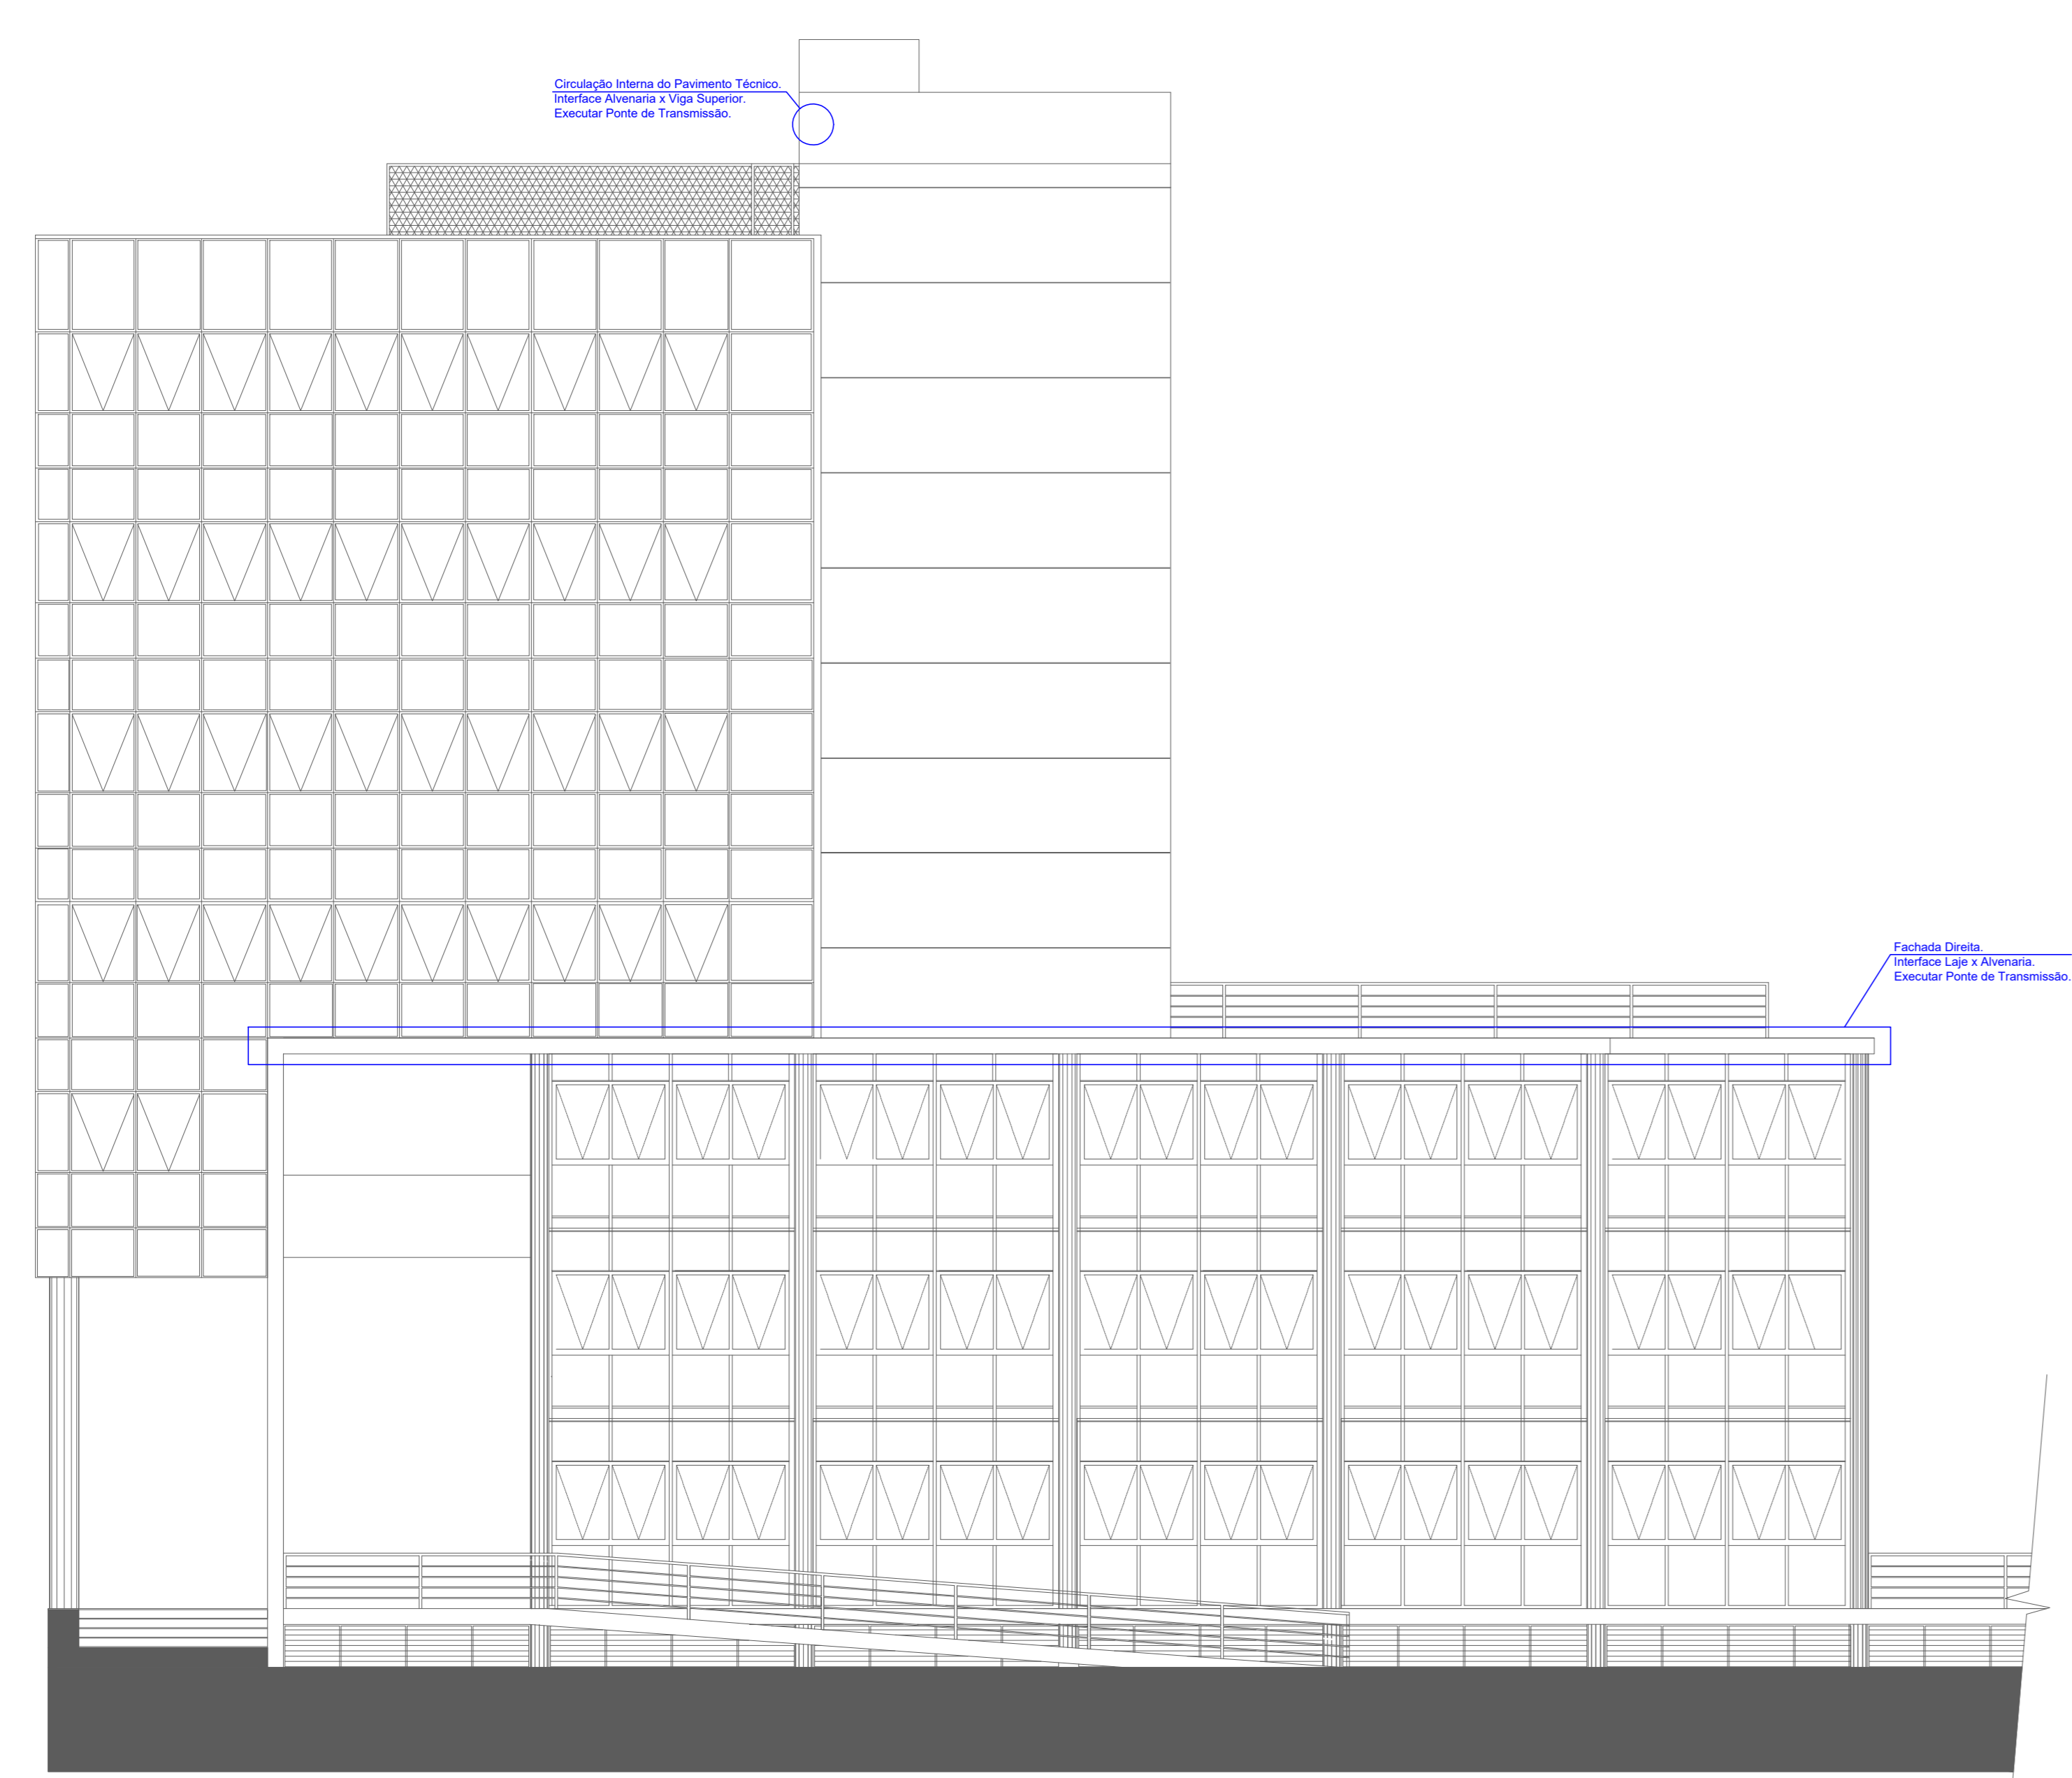 Circulação Interna do Pavimento Técnico.
Interface Alvenaria x Viga Superior.
Executar Ponte de Transmissão.
Fachada Direita.
Interface Laje x Alvenaria.
Executar Ponte de Transmissão.